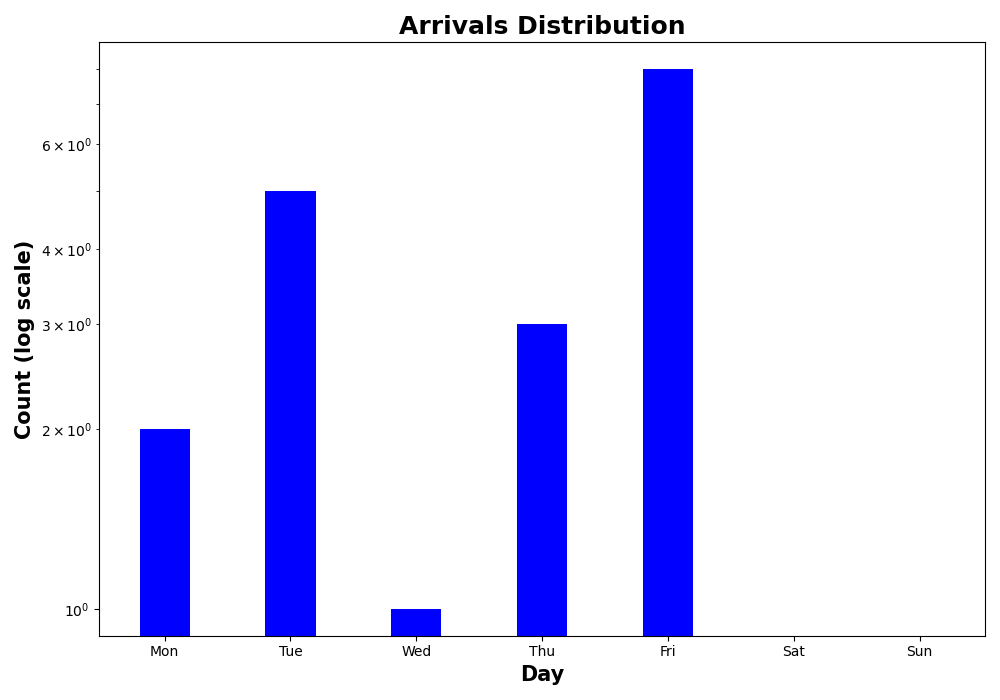 Arrivals Distribution
6 × 10⁰
4 × 10⁰
3 × 10⁰
2 × 10⁰
10⁰
Count (log scale)
Mon Tue Wed Thu Fri Sat Sun
Day